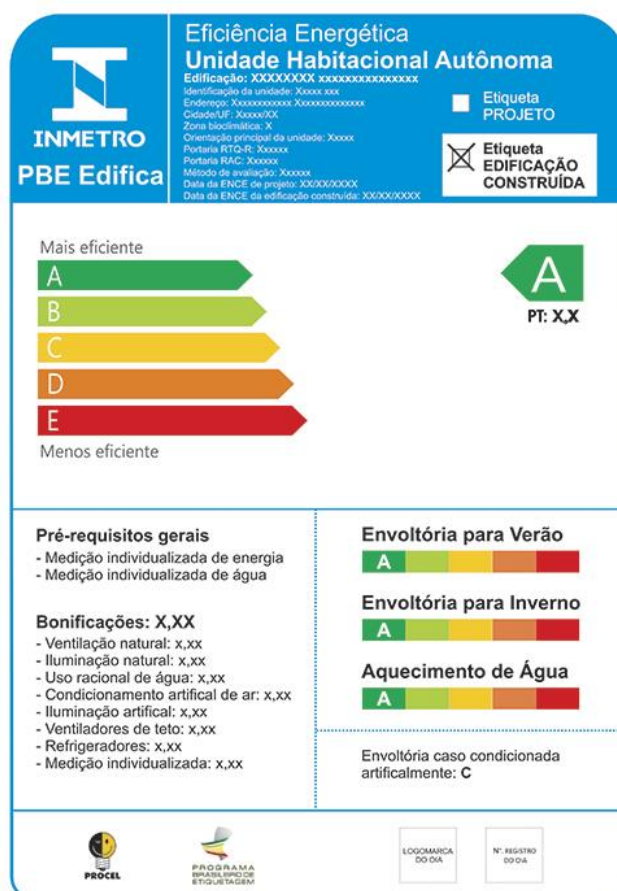 Eficiência Energética
Unidade Habitacional Autônoma
Edificação: XXXXXXXX xxxxxxxxxxxxxxx
Identificação da unidade: Xxxxx xxx
Endereço: Xxxxxxxxxxxx Xxxxxxxxxxxxxx
Cidade/UF: Xxxxx/XX
Zona bioclimática: X
Orientação principal da unidade: Xxxxx
Portaria RTQ-R: Xxxxxx
Portaria RAC: Xxxxxx
Método de avaliação: Xxxxxx
Data da ENCE de projeto: XX/XX/XXXX
Data da ENCE da edificação construída: XX/XX/XXXX
INMETRO
PBE Edifica
Etiqueta
PROJETO
Etiqueta
EDIFICAÇÃO
CONSTRUÍDA
Mais eficiente
A
B
C
D
E
Menos eficiente
A
PT: X,X
Pré-requisitos gerais
- Medição individualizada de energia
- Medição individualizada de água
Bonificações: X,XX
- Ventilação natural: x,xx
- Iluminação natural: x,xx
- Uso racional de água: x,xx
- Condicionamento artifical de ar: x,xx
- Iluminação artifical: x,xx
- Ventiladores de teto: x,xx
- Refrigeradores: x,xx
- Medição individualizada: x,xx
Envoltória para Verão
A
Envoltória para Inverno
A
Aquecimento de Água
A
Envoltória caso condicionada
artificalmente: C
PROCEL
PROGRAMA
BRASILEIRO DE
ETIQUETAGEM
LOGOMARCA
DO OIA
Nº. REGISTRO
DO OIA